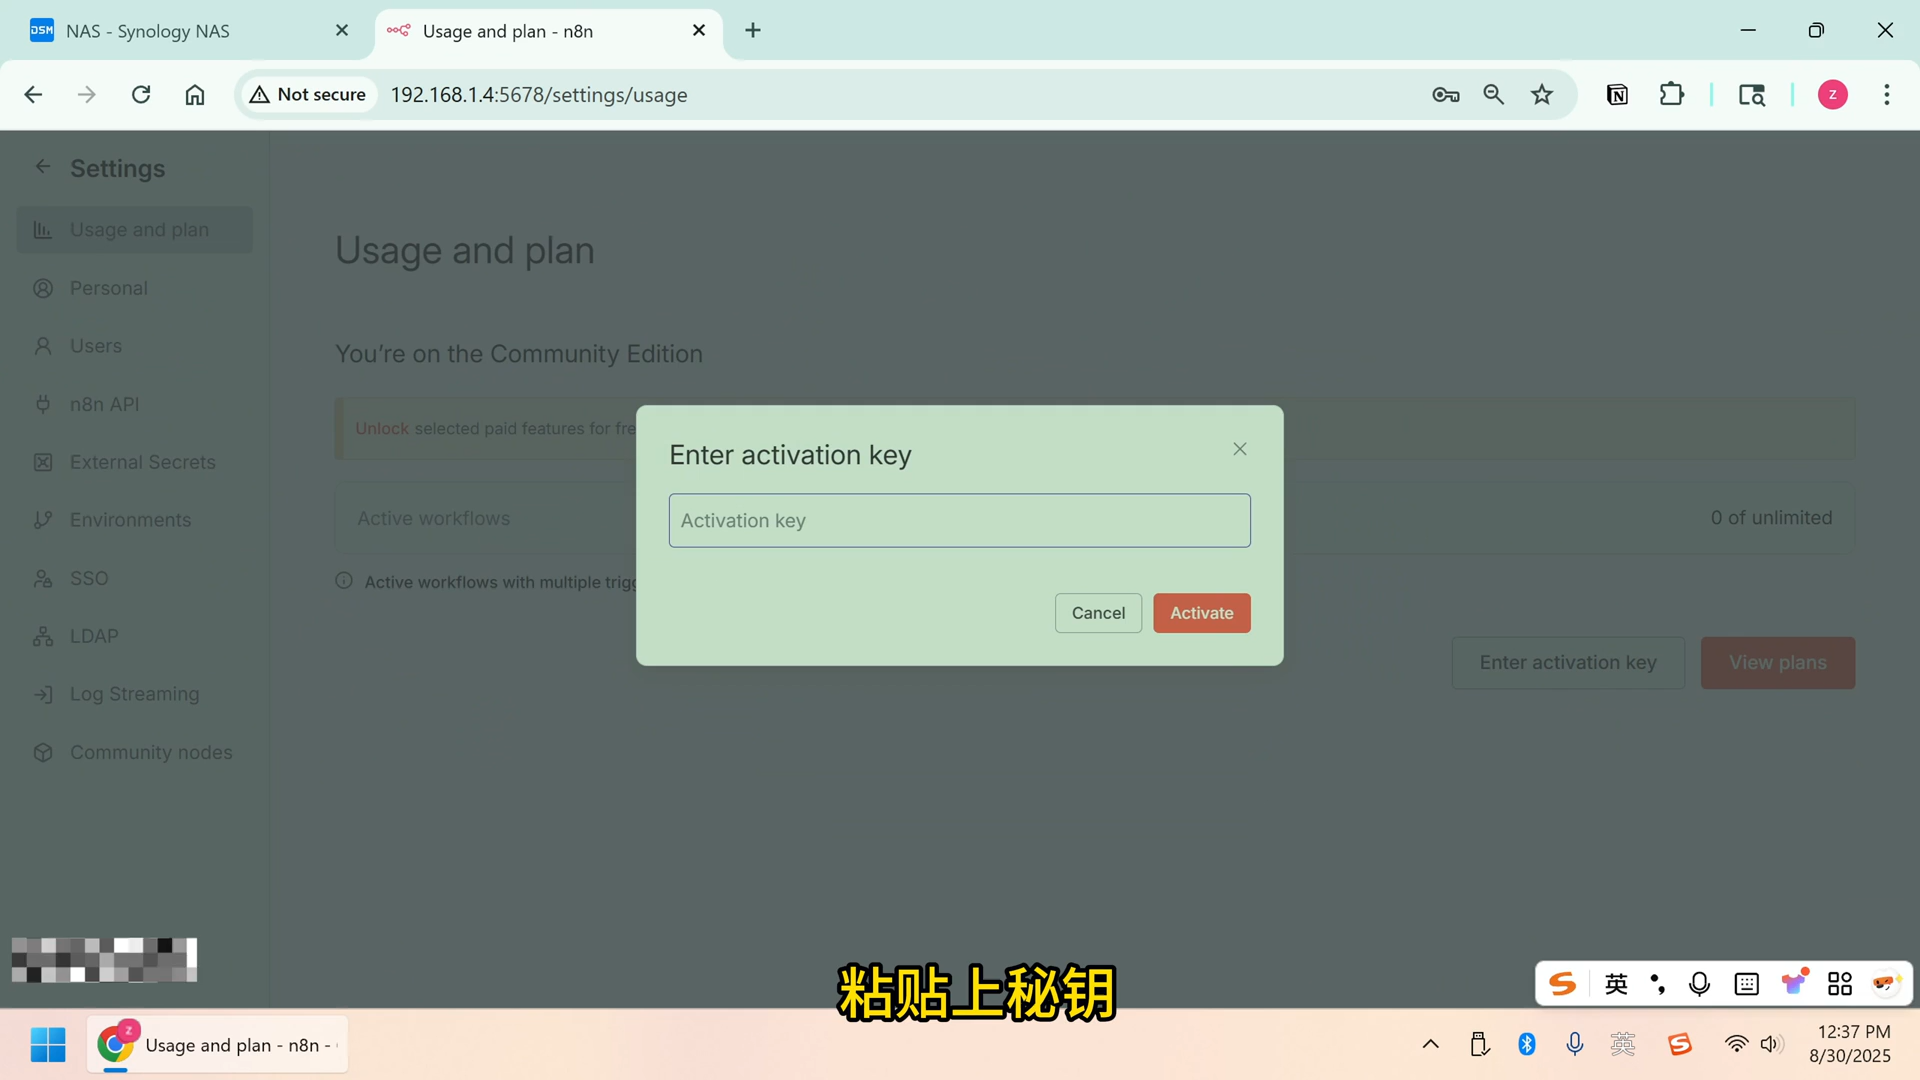 DSM NAS - Synology NAS
Usage and plan - n8n
Not secure
192.168.1.4:5678/settings/usage
Z
Settings
Usage and plan
Personal
Users
n8n API
External Secrets
Environments
SSO
LDAP
Log Streaming
Community nodes
Usage and plan
You're on the Community Edition
Unlock selected paid features for fre
Active workflows
0 of unlimited
Active workflows with multiple trigg
Enter activation key
View plans
Enter activation key
Activation key
Cancel
Activate
粘贴上秘钥
英
Z
Usage and plan - n8n -
英
12:37 PM
8/30/2025